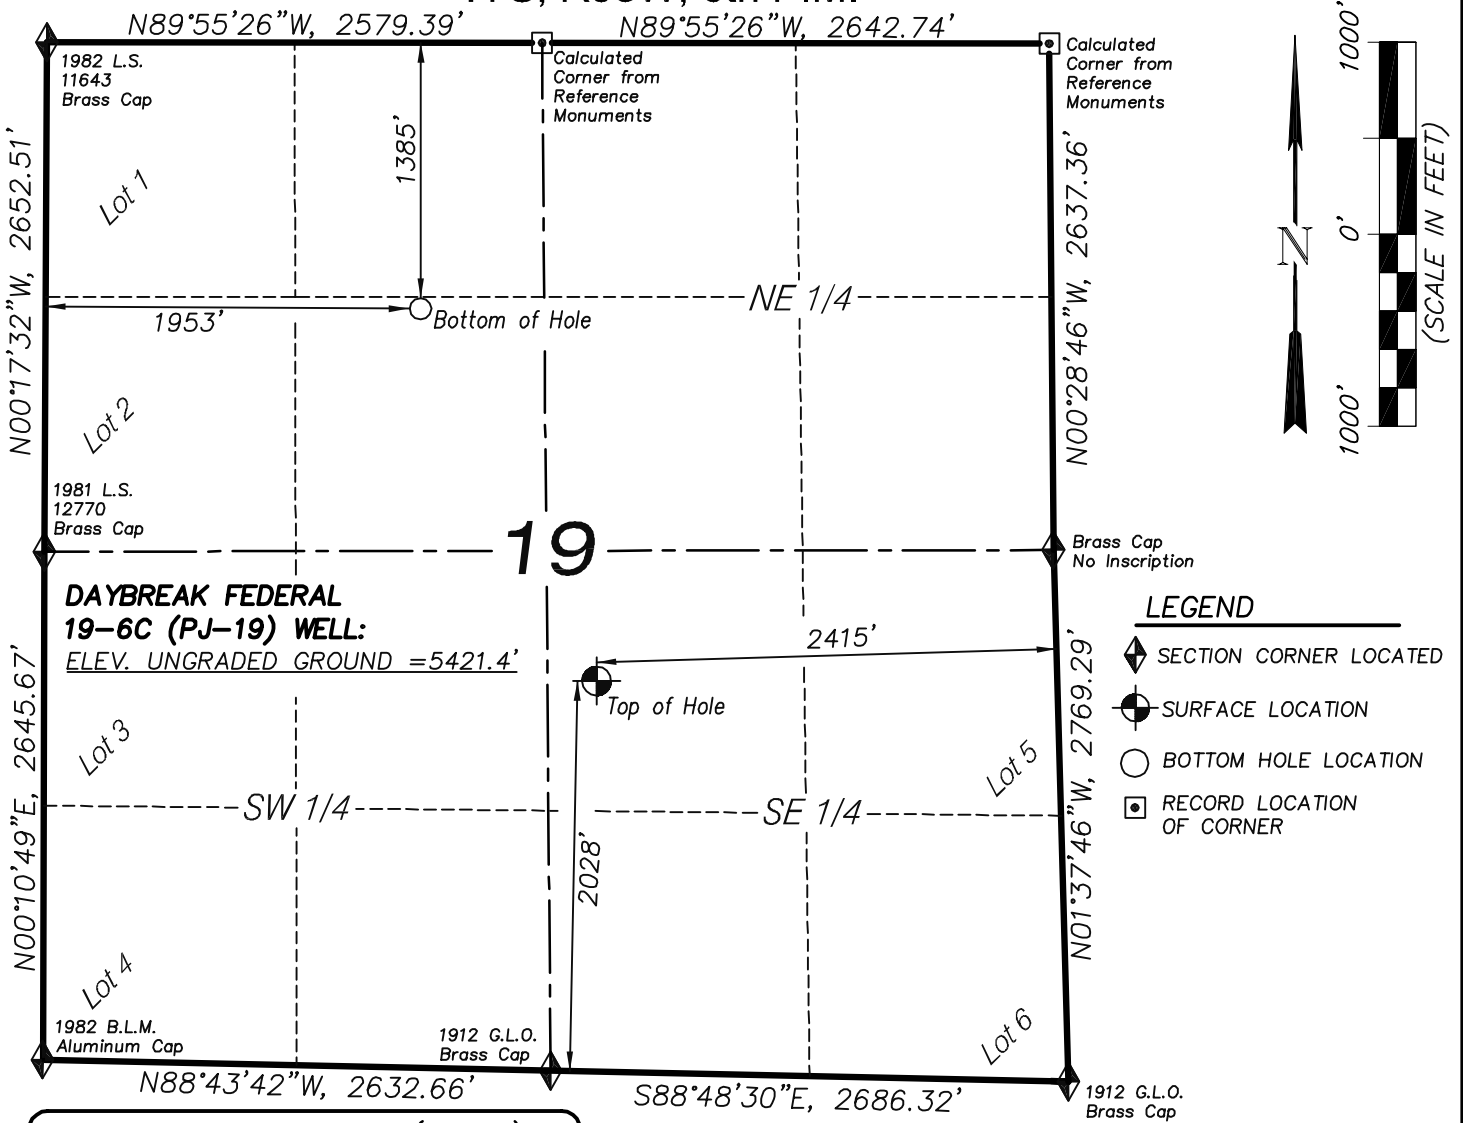 N89°55'26"W, 2579.39'
N89°55'26"W, 2642.74'
1982 L.S.
11643
Brass Cap
Calculated
Corner from
Reference
Monuments
Calculated
Corner from
Reference
Monuments
1000'
0'
1000'
(SCALE IN FEET)
N
N00°17'32"W, 2652.51'
Lot 1
1385'
N00°28'46"W, 2637.36'
1953'
Bottom of Hole
NE 1/4
Lot 2
1981 L.S.
12770
Brass Cap
19
Brass Cap
No Inscription
DAYBREAK FEDERAL
19-6C (PJ-19) WELL:
ELEV. UNGRADED GROUND =5421.4'
2415'
Top of Hole
LEGEND
SECTION CORNER LOCATED
SURFACE LOCATION
BOTTOM HOLE LOCATION
RECORD LOCATION
OF CORNER
N00°10'49"E, 2645.67'
Lot 3
Lot 5
N01°37'46"W, 2769.29'
SW 1/4
SE 1/4
2028'
Lot 4
Lot 6
1982 B.L.M.
Aluminum Cap
1912 G.L.O.
Brass Cap
N88°43'42"W, 2632.66'
S88°48'30"E, 2686.32'
1912 G.L.O.
Brass Cap